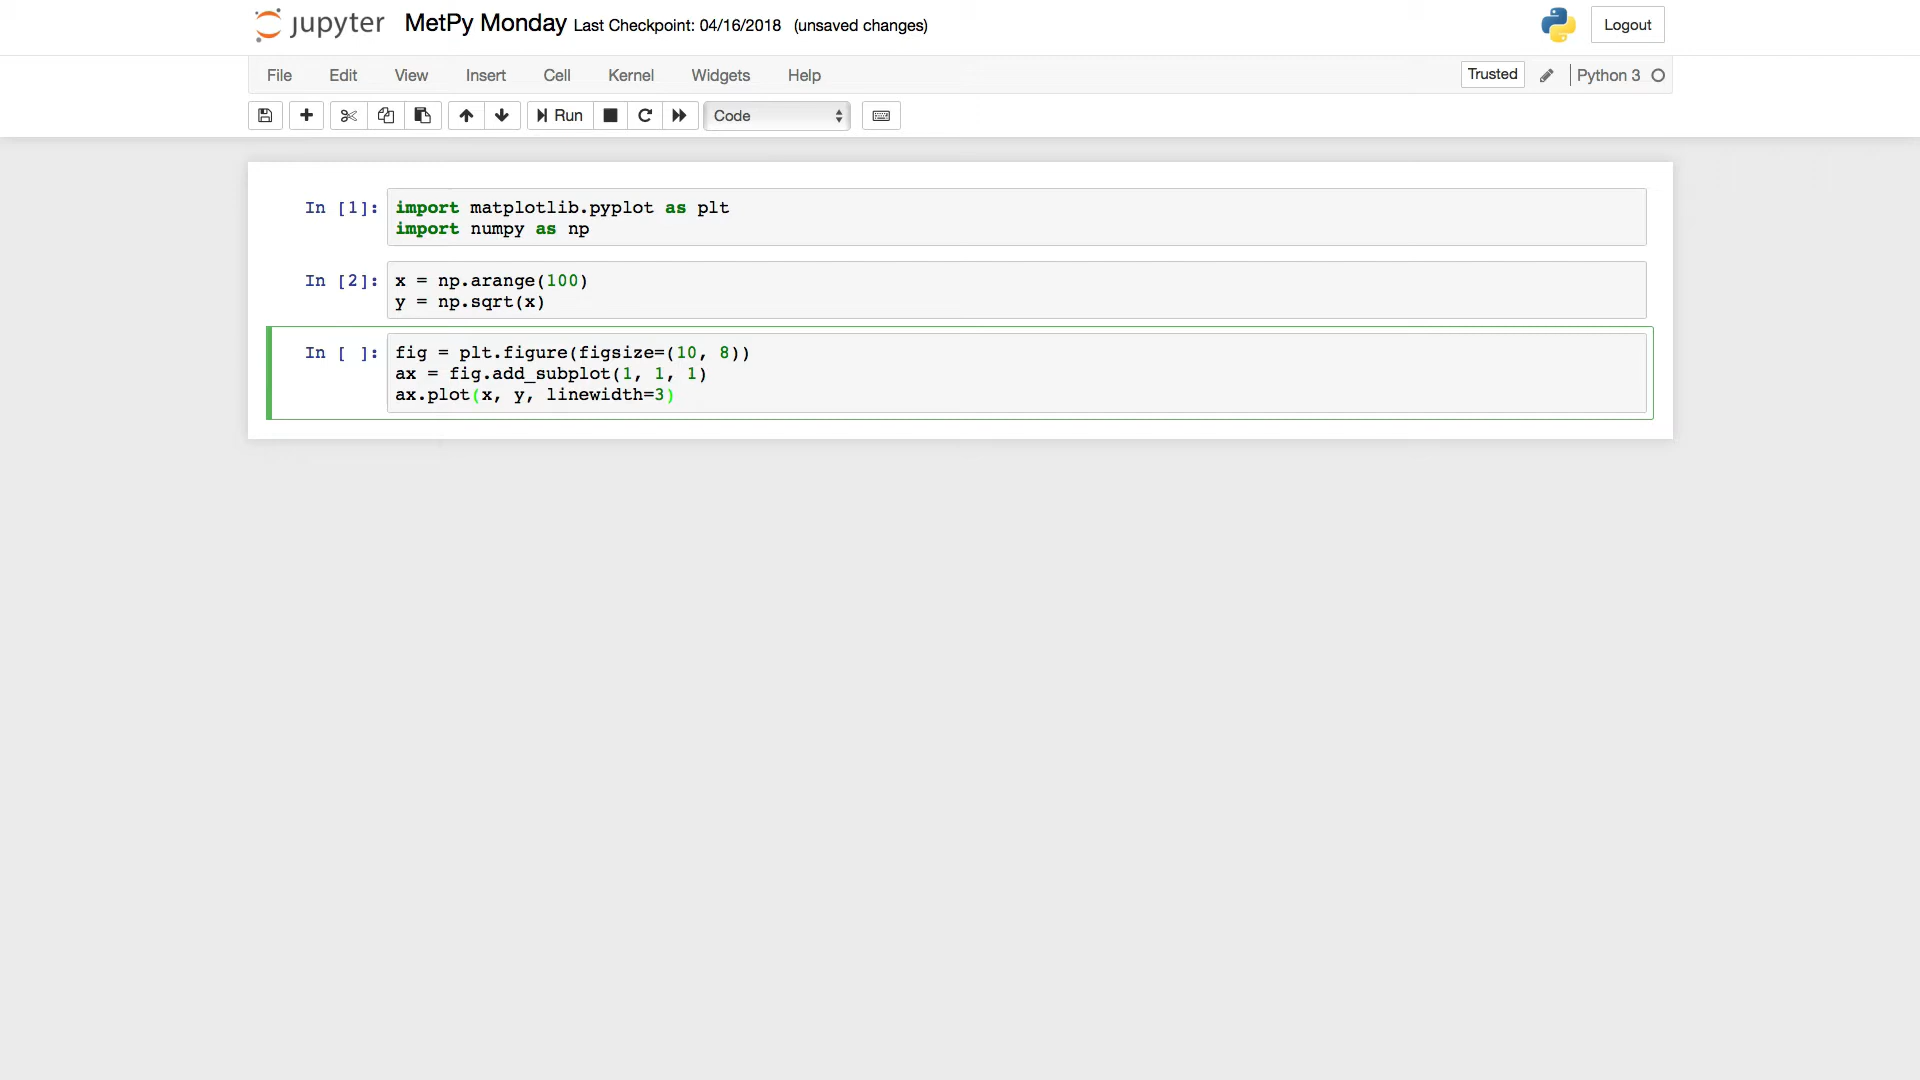 jupyter MetPy Monday Last Checkpoint: 04/16/2018 (unsaved changes) Logout
File Edit View Insert Cell Kernel Widgets Help Trusted Python 3
Run Code
In [1]: import matplotlib.pyplot as plt
import numpy as np
In [2]: x = np.arange(100)
y = np.sqrt(x)
In [ ]: fig = plt.figure(figsize=(10, 8))
ax = fig.add_subplot(1, 1, 1)
ax.plot(x, y, linewidth=3)